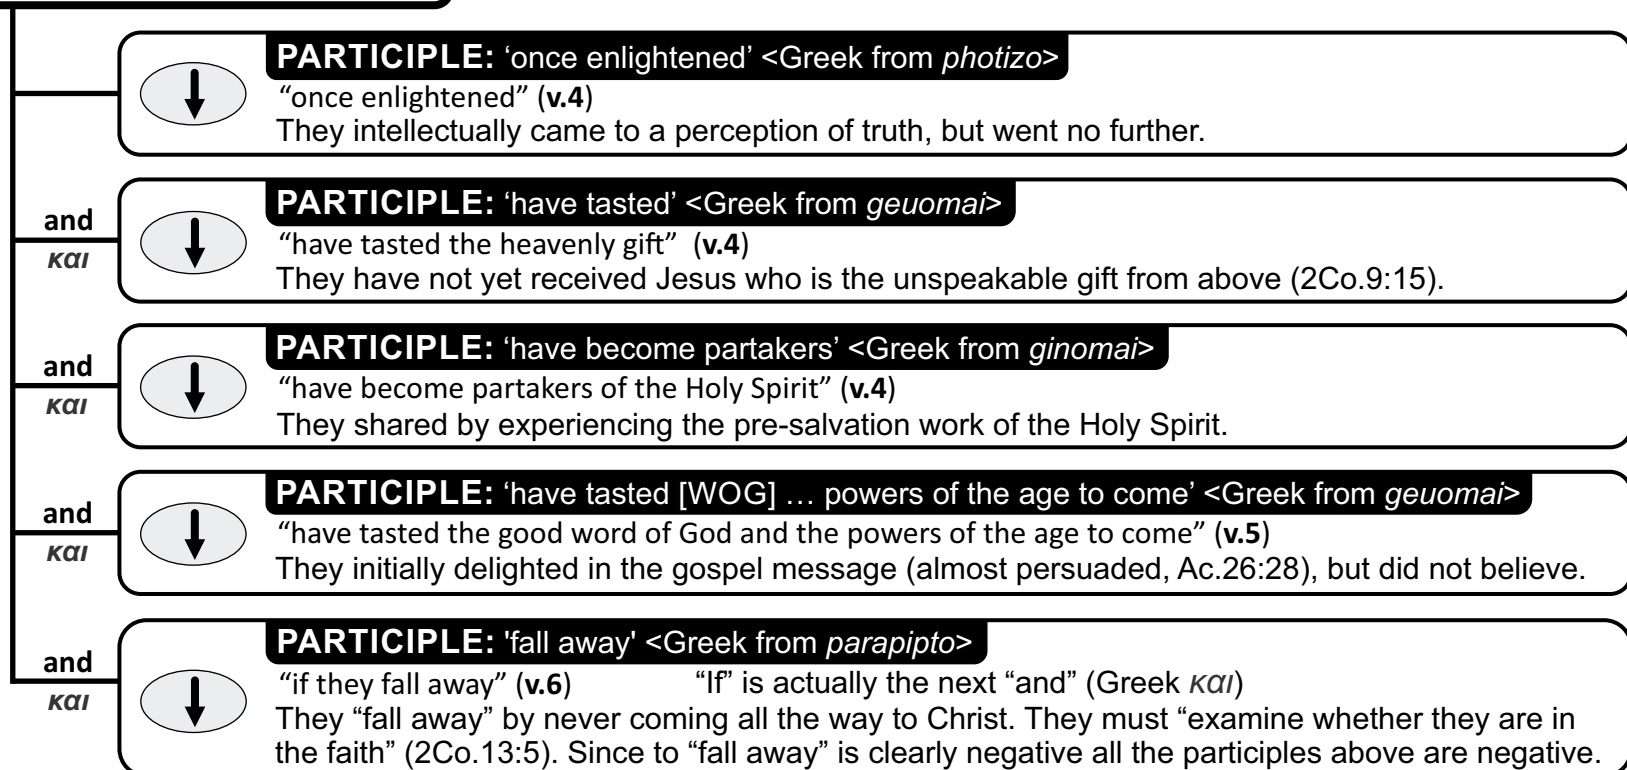 PARTICIPLE: ‘once enlightened’ <Greek from photizo>
“once enlightened” (v.4)
They intellectually came to a perception of truth, but went no further.
and
και
PARTICIPLE: ‘have tasted’ <Greek from geuomai>
“have tasted the heavenly gift” (v.4)
They have not yet received Jesus who is the unspeakable gift from above (2Co.9:15).
and
και
PARTICIPLE: ‘have become partakers’ <Greek from ginomai>
“have become partakers of the Holy Spirit” (v.4)
They shared by experiencing the pre-salvation work of the Holy Spirit.
and
και
PARTICIPLE: ‘have tasted [WOG] … powers of the age to come’ <Greek from geuomai>
“have tasted the good word of God and the powers of the age to come” (v.5)
They initially delighted in the gospel message (almost persuaded, Ac.26:28), but did not believe.
and
και
PARTICIPLE: 'fall away' <Greek from parapipto>
“if they fall away” (v.6) “If” is actually the next “and” (Greek και)
They “fall away” by never coming all the way to Christ. They must “examine whether they are in
the faith” (2Co.13:5). Since to “fall away” is clearly negative all the participles above are negative.